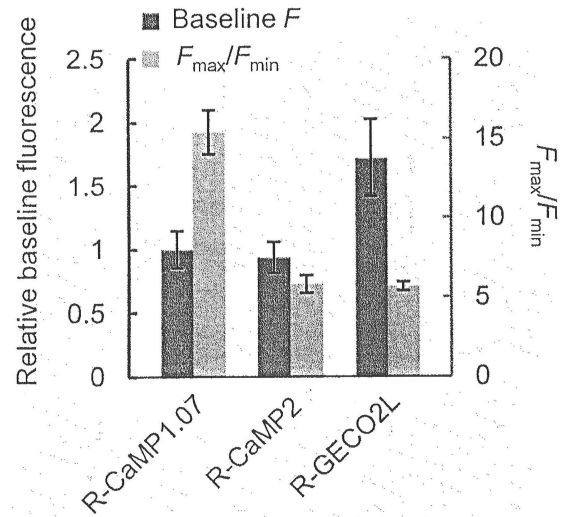 Baseline F
Fmax/Fmin
Relative baseline fluorescence
2.5
2
1.5
1
0.5
0
20
15
10
5
0
Fmax/Fmin
R-CaMP1.07
R-CaMP2
R-GECO2L